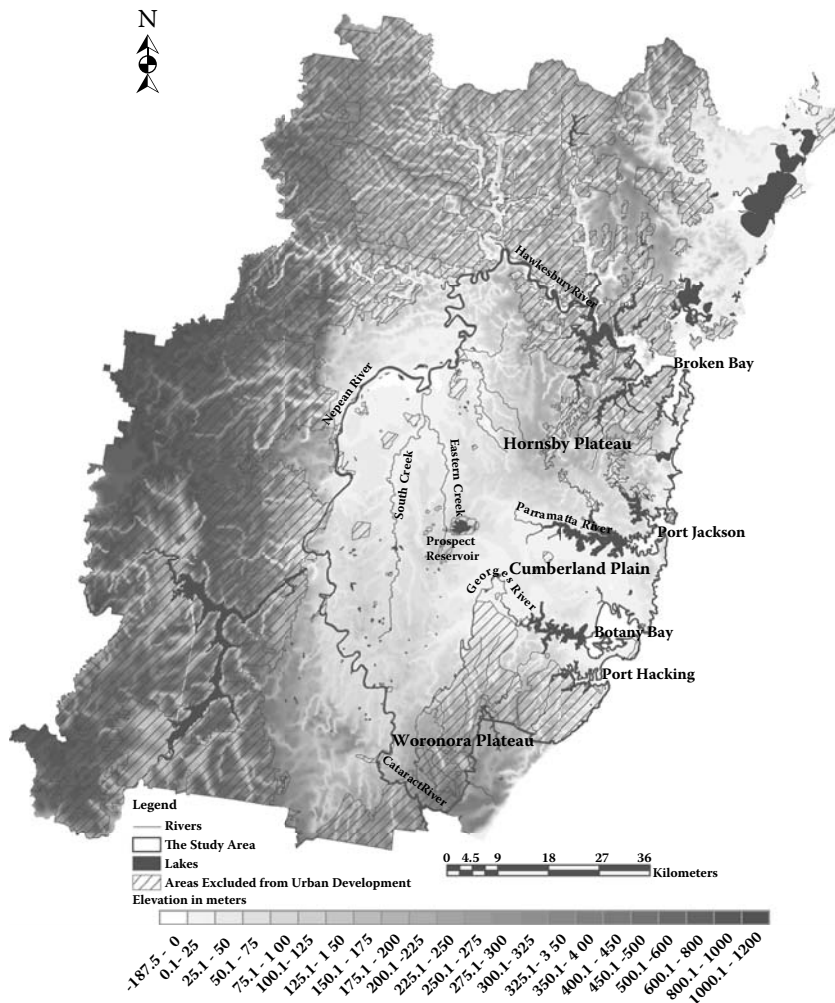 N
HawkesburyRiver
Broken Bay
Nepean River
Hornsby Plateau
South Creek
Eastern Creek
Parramatta River
Port Jackson
Prospect
Reservoir
Cumberland Plain
Georges River
Botany Bay
Port Hacking
Woronora Plateau
CataractRiver
Legend
Rivers
The Study Area
Lakes
Areas Excluded from Urban Development
0 4.5 9 18 27 36
Kilometers
Elevation in meters
-187.5 - 0
0.1- 25
25.1 - 50
50.1 - 75
75.1 - 1 00
100.1- 125
125.1 - 1 50
150.1 - 175
175.1 - 200
200.1 -225
225.1 - 250
250.1 - 275
275.1- 300
300.1 - 325
325.1- 3 50
350.1- 4 00
400.1 - 450
450.1 -500
500.1 -600
600.1 - 800
800.1 - 1000
1000.1 - 1200